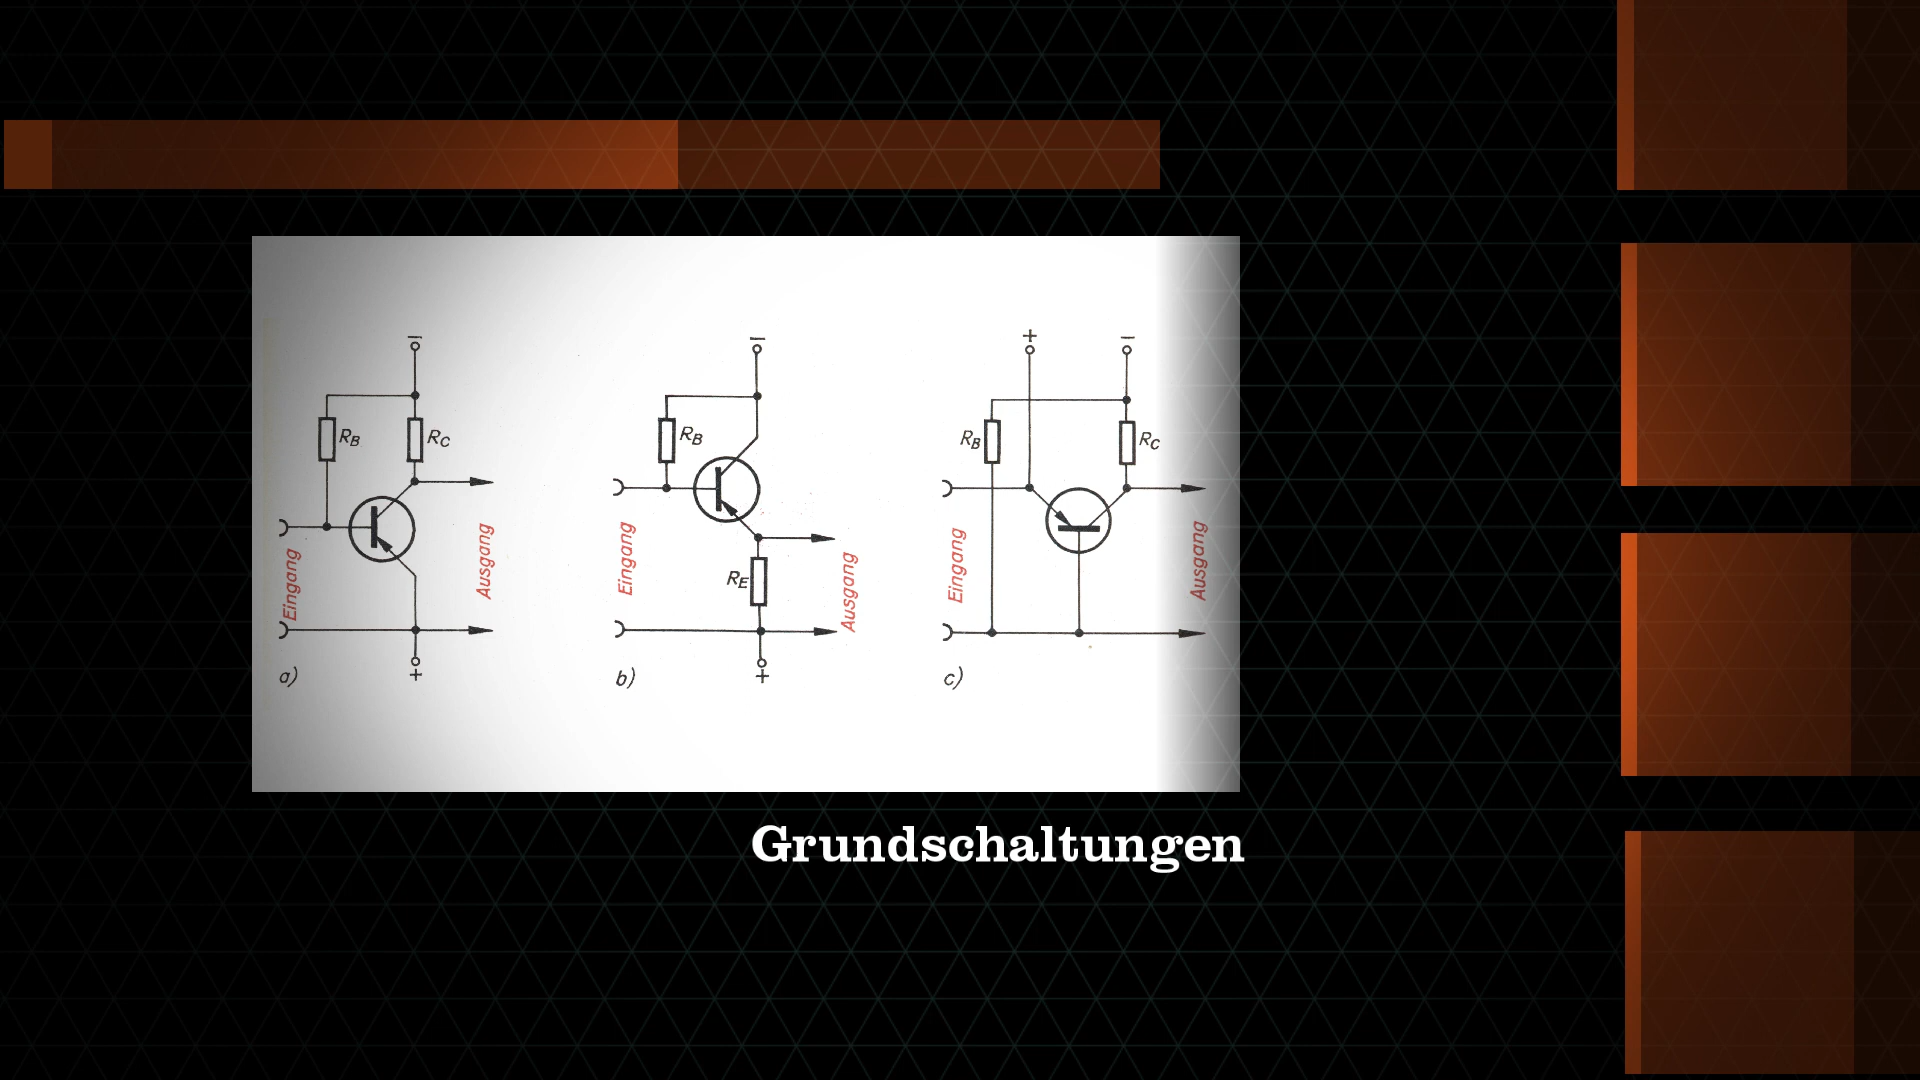 −
R_B
R_C
Eingang
Ausgang
+
a)
−
R_B
Eingang
R_E
Ausgang
+
b)
+
−
R_B
R_C
Eingang
Ausgang
c)
Grundschaltungen